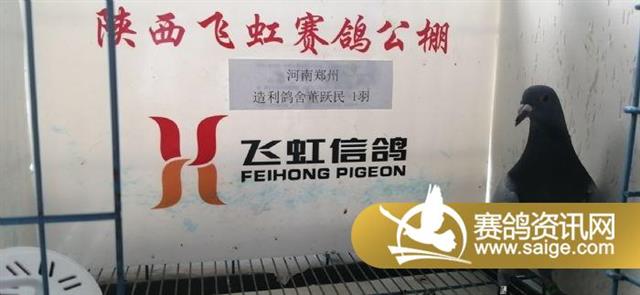 陕西飞虹赛鸽公棚
河南郑州
造利鸽舍董跃民 1羽
飞虹信鸽
FEIHONG PIGEON
赛鸽资讯网
www.saige.com